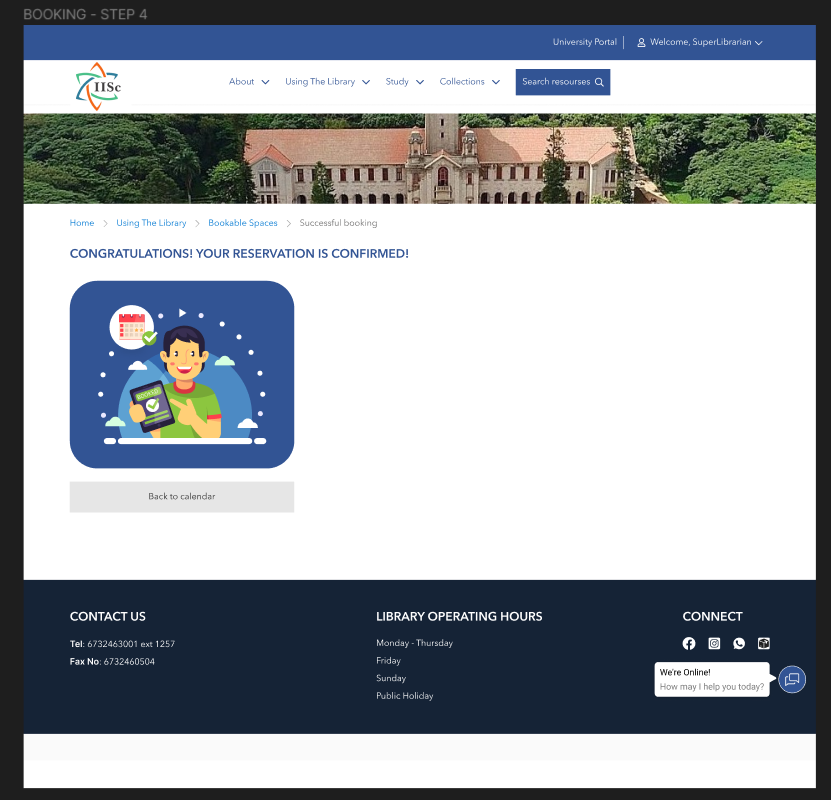 BOOKING - STEP 4
University Portal
Welcome, SuperLibrarian
IISc
About
Using The Library
Study
Collections
Search resourses
Home > Using The Library > Bookable Spaces > Successful booking
CONGRATULATIONS! YOUR RESERVATION IS CONFIRMED!
BOOKING
Back to calendar
CONTACT US
Tel: 6732463001 ext 1257
Fax No: 6732460504
LIBRARY OPERATING HOURS
Monday - Thursday
Friday
Sunday
Public Holiday
CONNECT
We're Online!
How may I help you today?